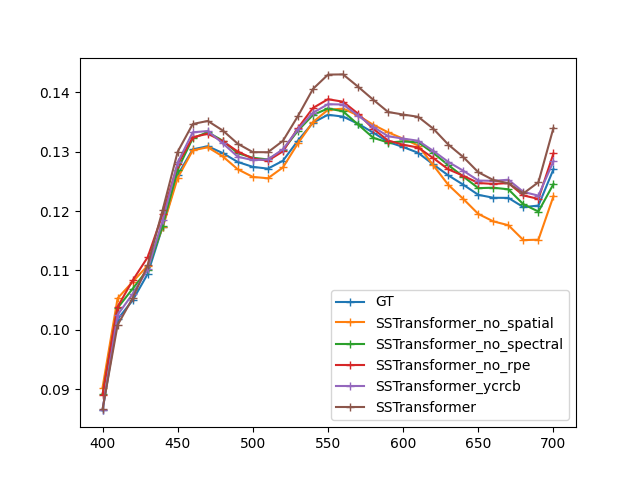 0.14
0.13
0.12
0.11
0.10
0.09
400 450 500 550 600 650 700
GT
SSTransformer_no_spatial
SSTransformer_no_spectral
SSTransformer_no_rpe
SSTransformer_ycrcb
SSTransformer